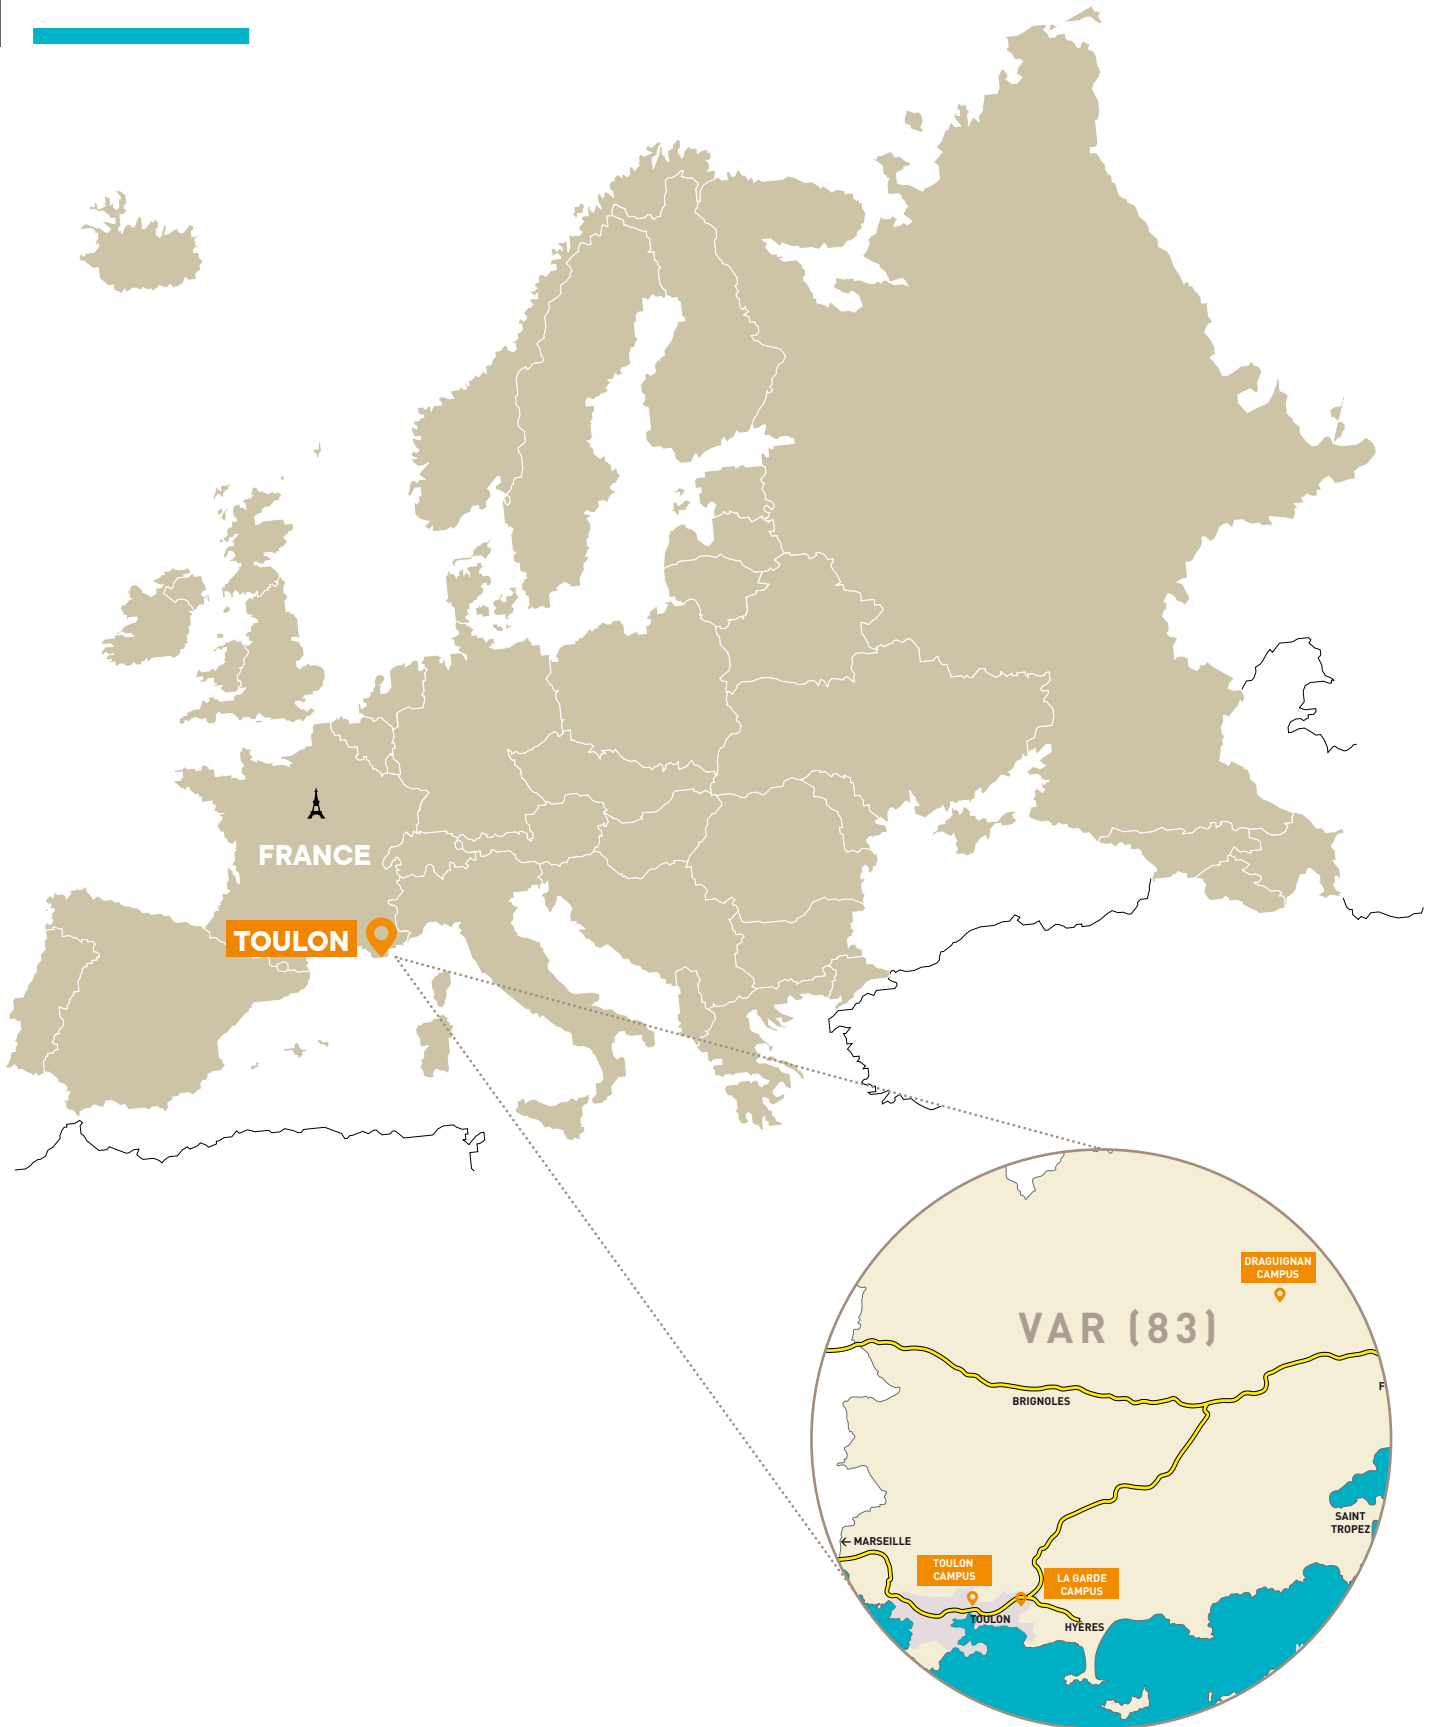 FRANCE
TOULON
DRAGUIGNAN
CAMPUS
VAR (83)
F
BRIGNOLES
SAINT
TROPEZ
← MARSEILLE
TOULON
CAMPUS
LA GARDE
CAMPUS
TOULON
HYÈRES